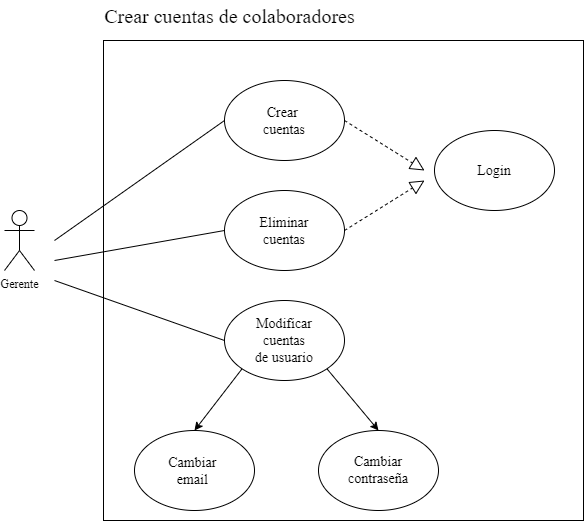 Crear cuentas de colaboradores
Crear
cuentas
Login
Eliminar
cuentas
Gerente
Modificar
cuentas
de usuario
Cambiar
email
Cambiar
contraseña